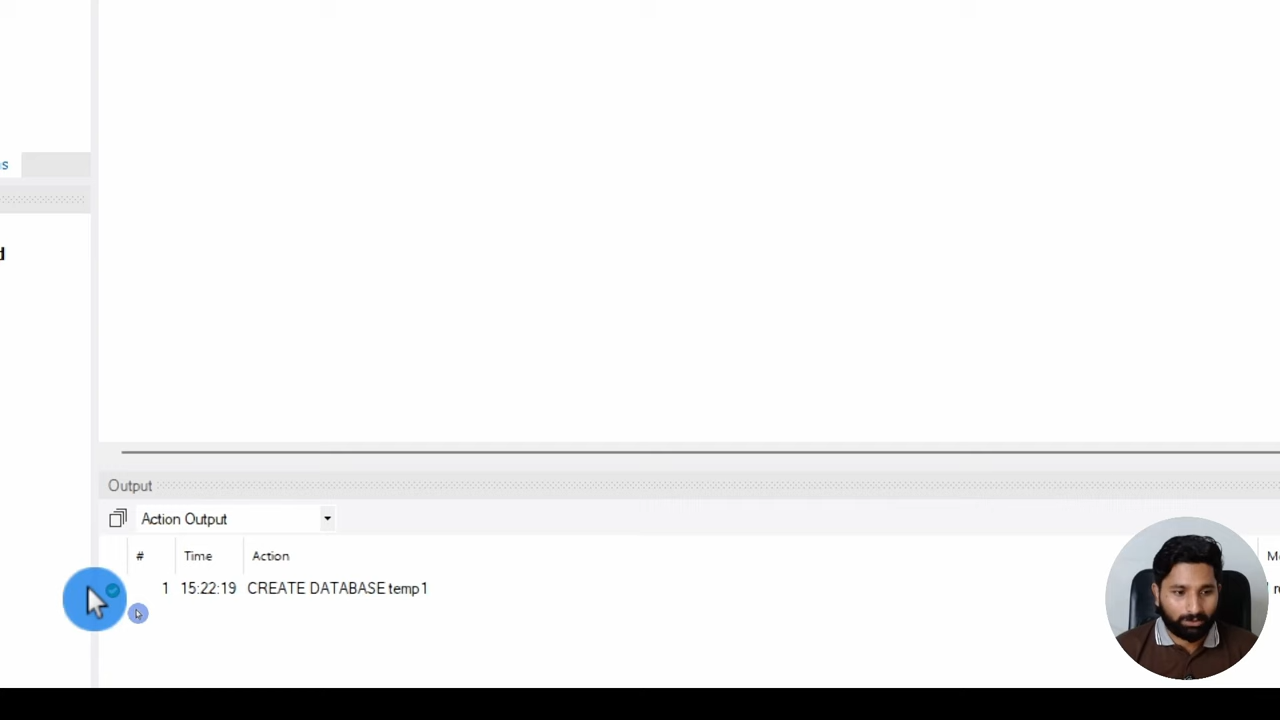 Output
Action Output
# Time Action
1 15:22:19 CREATE DATABASE temp1